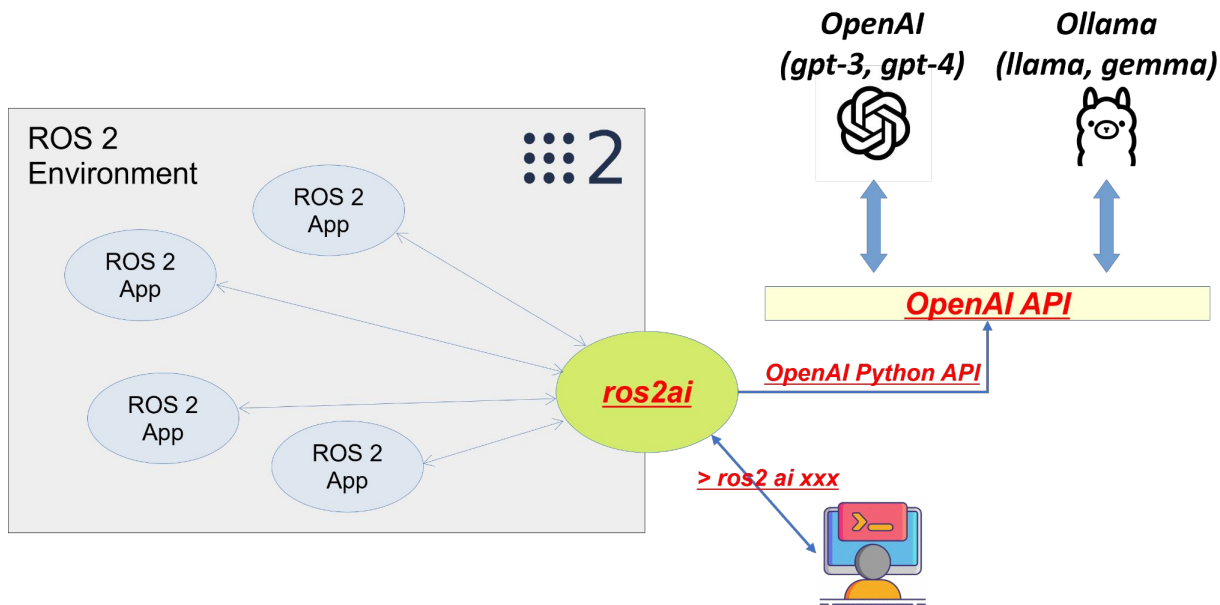 OpenAI
(gpt-3, gpt-4)
Ollama
(llama, gemma)
ROS 2
Environment
2
ROS 2
App
ROS 2
App
ROS 2
App
ROS 2
App
ros2ai
OpenAI API
OpenAI Python API
> ros2 ai xxx